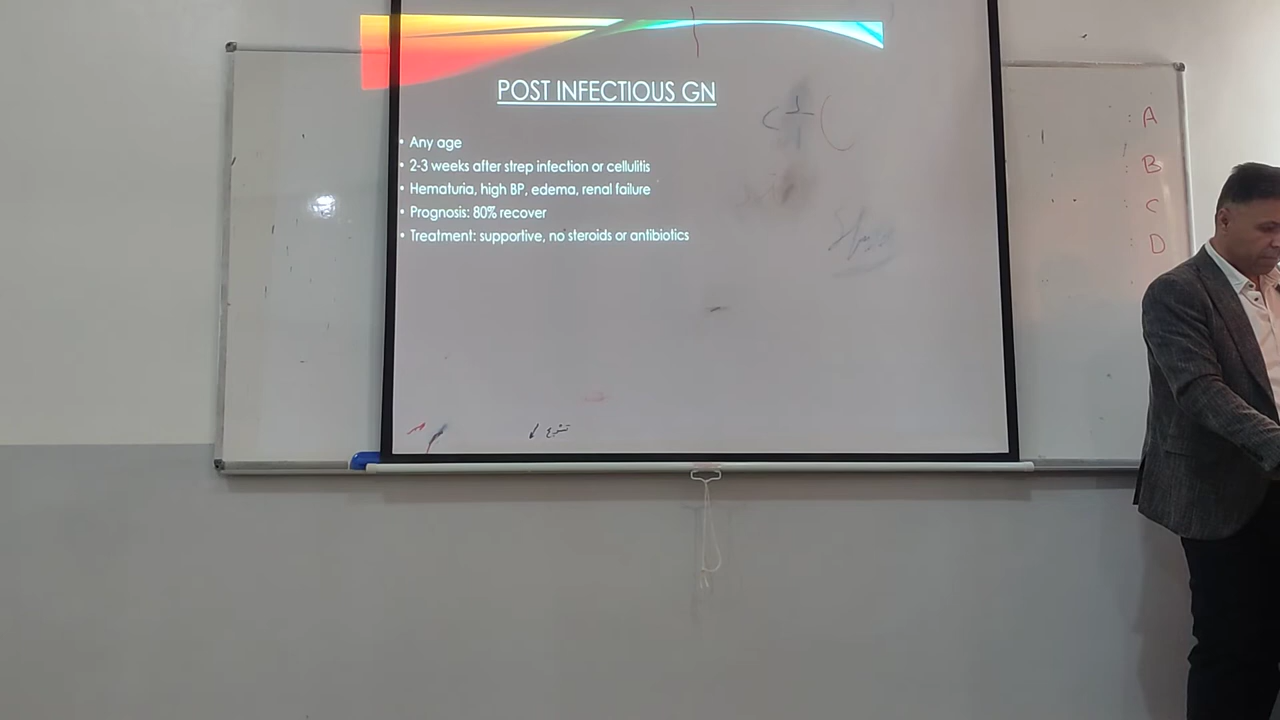 POST INFECTIOUS GN
• Any age
• 2-3 weeks after strep infection or cellulitis
• Hematuria, high BP, edema, renal failure
• Prognosis: 80% recover
• Treatment: supportive, no steroids or antibiotics
: A
: B
: C
: D